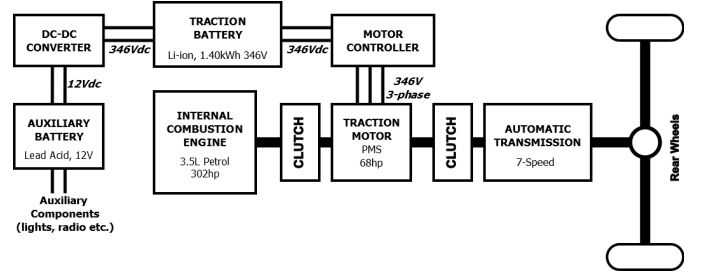 DC-DC
CONVERTER
346Vdc
TRACTION
BATTERY
Li-ion, 1.40kWh 346V
346Vdc
MOTOR
CONTROLLER
12Vdc
346V
3-phase
AUXILIARY
BATTERY
Lead Acid, 12V
INTERNAL
COMBUSTION
ENGINE
3.5L Petrol
302hp
CLUTCH
TRACTION
MOTOR
PMS
68hp
CLUTCH
AUTOMATIC
TRANSMISSION
7-Speed
Rear Wheels
Auxiliary
Components
(lights, radio etc.)